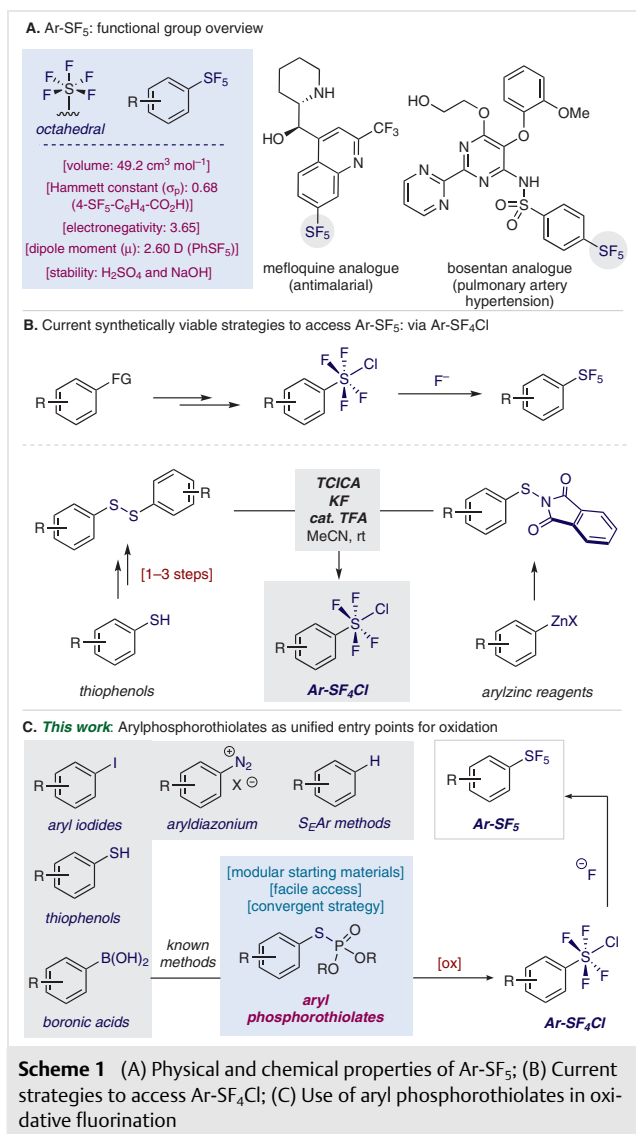 A. Ar-SF₅: functional group overview
F
F F
S
F F
octahedral
R
SF₅
[volume: 49.2 cm³ mol⁻¹]
[Hammett constant (σₚ): 0.68
(4-SF₅-C₆H₄-CO₂H)]
[electronegativity: 3.65]
[dipole moment (μ): 2.60 D (PhSF₅)]
[stability: H₂SO₄ and NaOH]
NH
HO
CF₃
N
SF₅
mefloquine analogue
(antimalarial)
HO
O
O
OMe
N
N
N
N
NH
O
S
O
SF₅
bosentan analogue
(pulmonary artery
hypertension)
B. Current synthetically viable strategies to access Ar-SF₅: via Ar-SF₄Cl
R
FG
R
F F
S
Cl
F F
F⁻
R
SF₅
R
S
S
R
TCICA
KF
cat. TFA
MeCN, rt
R
S
N
O
O
[1–3 steps]
R
SH
thiophenols
R
F F
S
Cl
F F
Ar-SF₄Cl
R
ZnX
arylzinc reagents
C. This work: Arylphosphorothiolates as unified entry points for oxidation
R
I
aryl iodides
R
⊕
N₂
X ⊖
aryldiazonium
R
H
SEAr methods
R
SF₅
Ar-SF₅
R
SH
thiophenols
[modular starting materials]
[facile access]
[convergent strategy]
⊖
F
R
B(OH)₂
boronic acids
known
methods
R
S
P
O
RO
OR
aryl
phosphorothiolates
[ox]
R
F F
S
Cl
F F
Ar-SF₄Cl
Scheme 1 (A) Physical and chemical properties of Ar-SF₅; (B) Current
strategies to access Ar-SF₄Cl; (C) Use of aryl phosphorothiolates in oxi-
dative fluorination